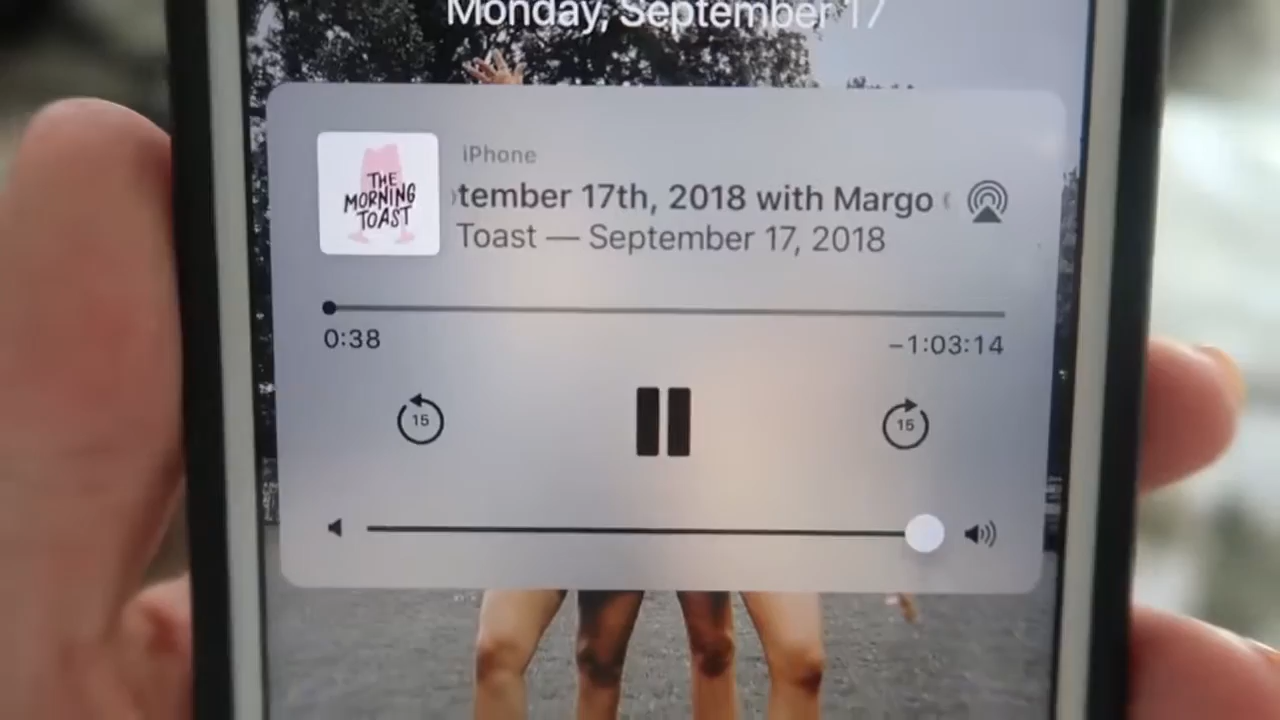 Monday, September 17
iPhone
THE
MORNING
TOAST
tember 17th, 2018 with Margo
Toast — September 17, 2018
0:38
−1:03:14
15
15